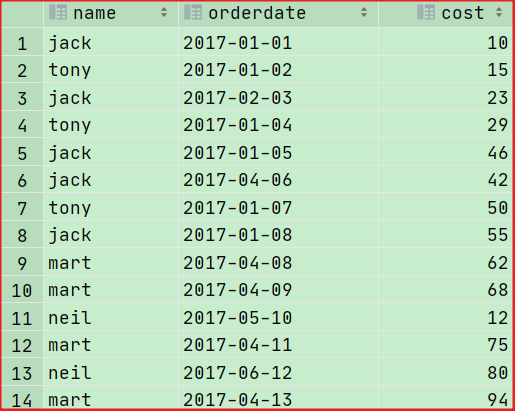 name orderdate cost
1 jack 2017-01-01 10
2 tony 2017-01-02 15
3 jack 2017-02-03 23
4 tony 2017-01-04 29
5 jack 2017-01-05 46
6 jack 2017-04-06 42
7 tony 2017-01-07 50
8 jack 2017-01-08 55
9 mart 2017-04-08 62
10 mart 2017-04-09 68
11 neil 2017-05-10 12
12 mart 2017-04-11 75
13 neil 2017-06-12 80
14 mart 2017-04-13 94